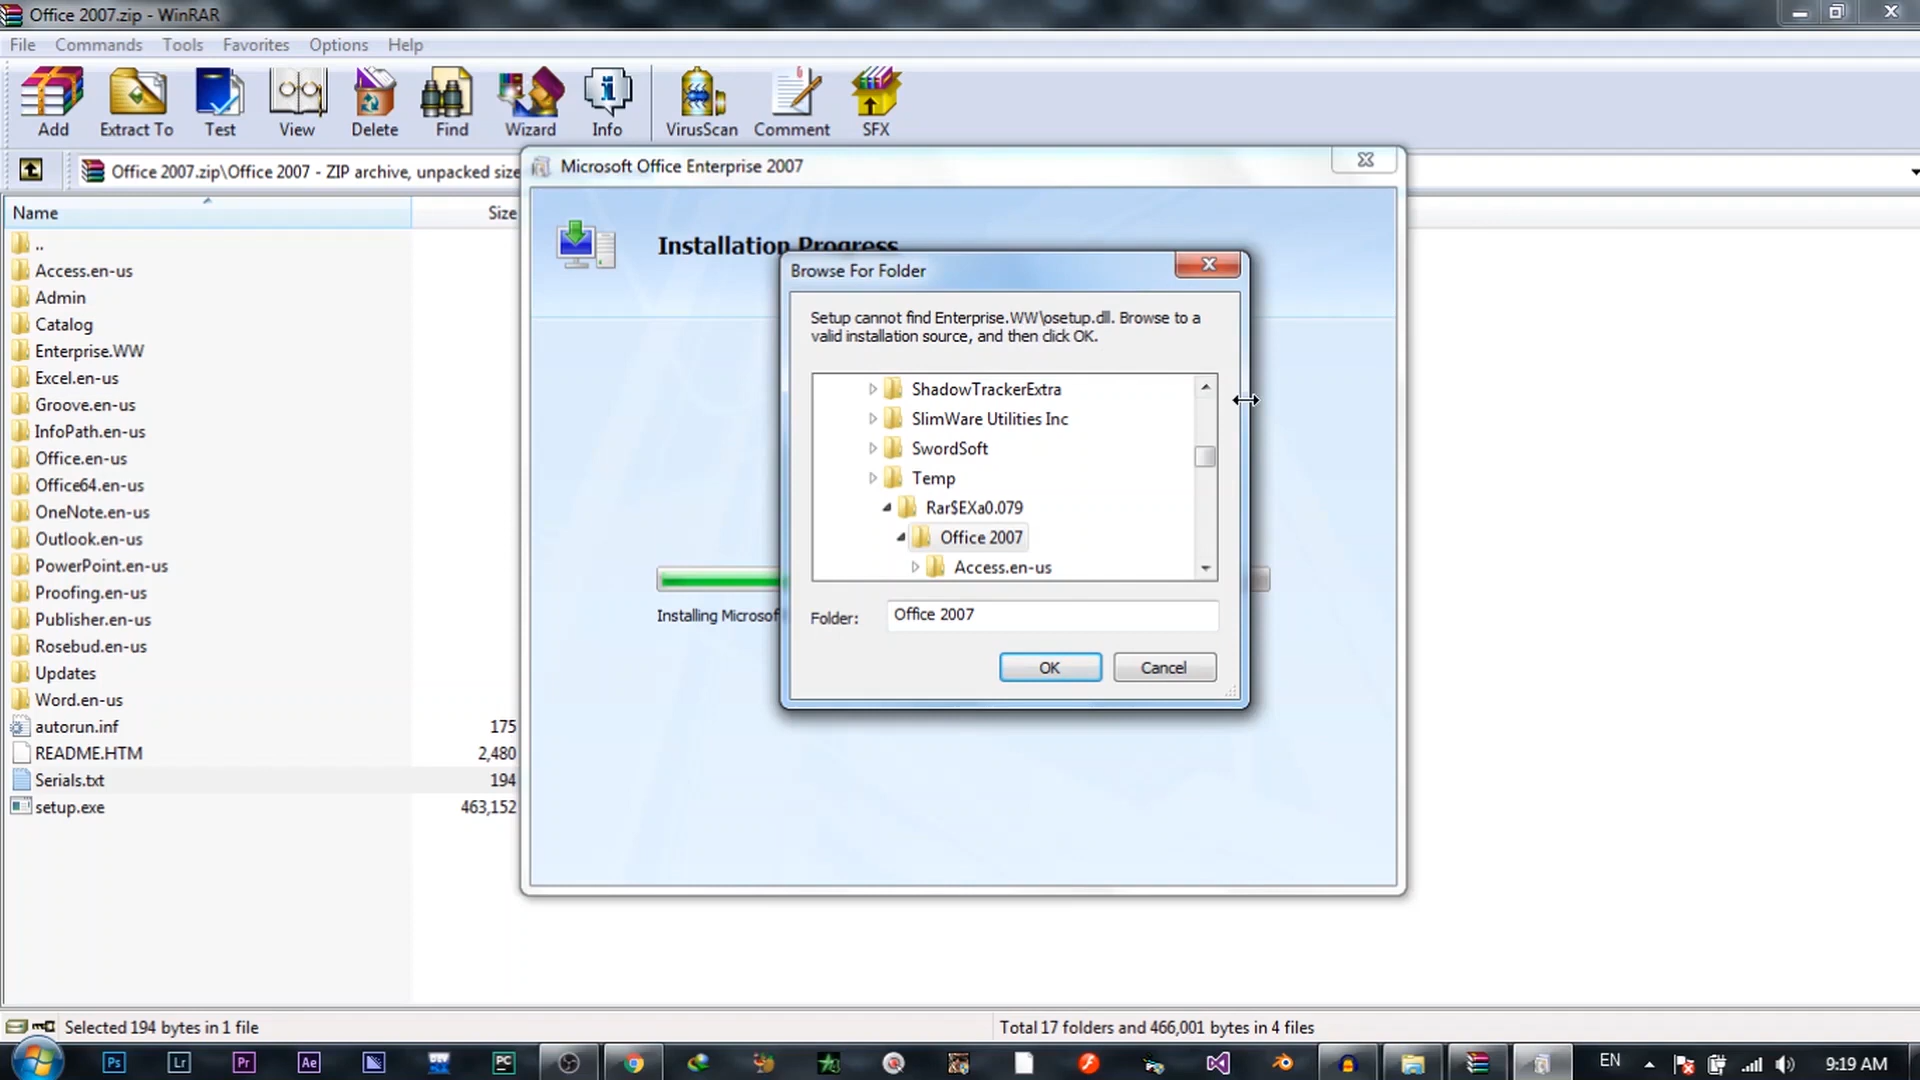 Office 2007.zip - WinRAR
File Commands Tools Favorites Options Help
Add Extract To Test View Delete Find Wizard Info VirusScan Comment SFX
Office 2007.zip\Office 2007 - ZIP archive, unpacked size
Name Size
..
Access.en-us
Admin
Catalog
Enterprise.WW
Excel.en-us
Groove.en-us
InfoPath.en-us
Office.en-us
Office64.en-us
OneNote.en-us
Outlook.en-us
PowerPoint.en-us
Proofing.en-us
Publisher.en-us
Rosebud.en-us
Updates
Word.en-us
autorun.inf 175
README.HTM 2,480
Serials.txt 194
setup.exe 463,152
Microsoft Office Enterprise 2007
Installation Progress
Installing Microsof
Browse For Folder
Setup cannot find Enterprise.WW\osetup.dll. Browse to a
valid installation source, and then click OK.
ShadowTrackerExtra
SlimWare Utilities Inc
SwordSoft
Temp
Rar$EXa0.079
Office 2007
Access.en-us
Folder: Office 2007
OK Cancel
Selected 194 bytes in 1 file
Total 17 folders and 466,001 bytes in 4 files
Ps Lr Pr Ae PC
EN 9:19 AM